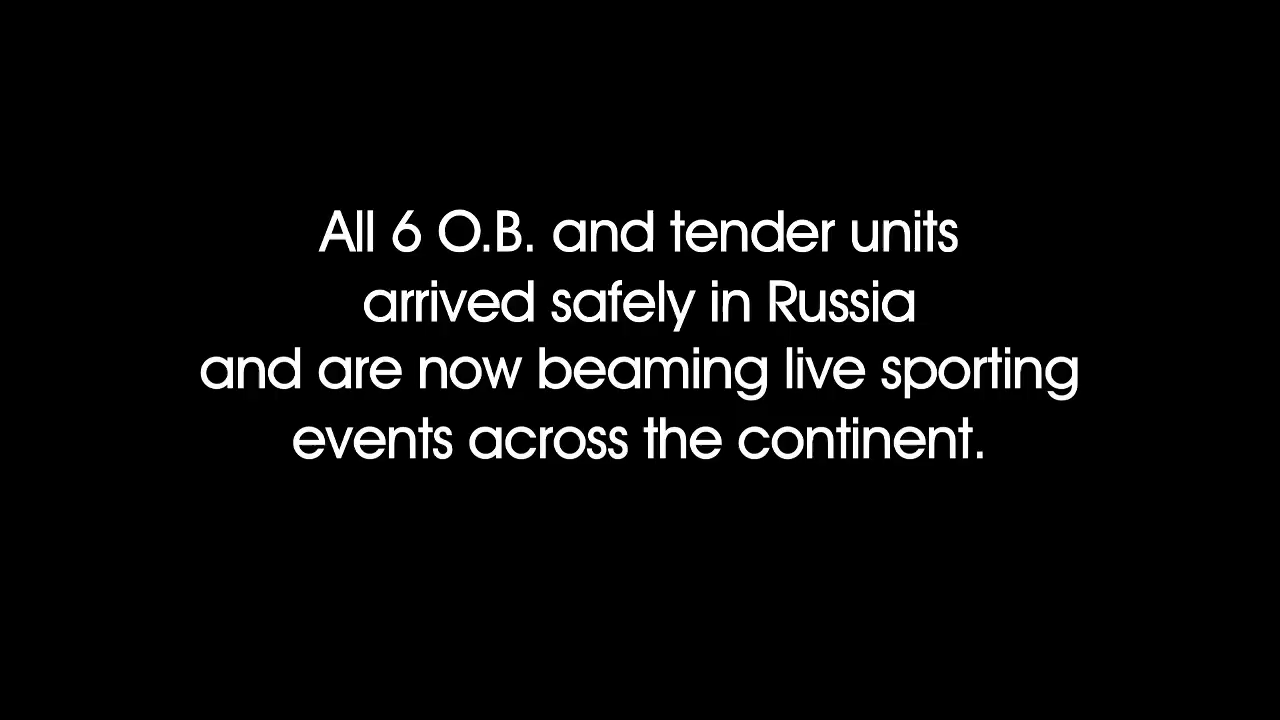 All 6 O.B. and tender units
arrived safely in Russia
and are now beaming live sporting
events across the continent.